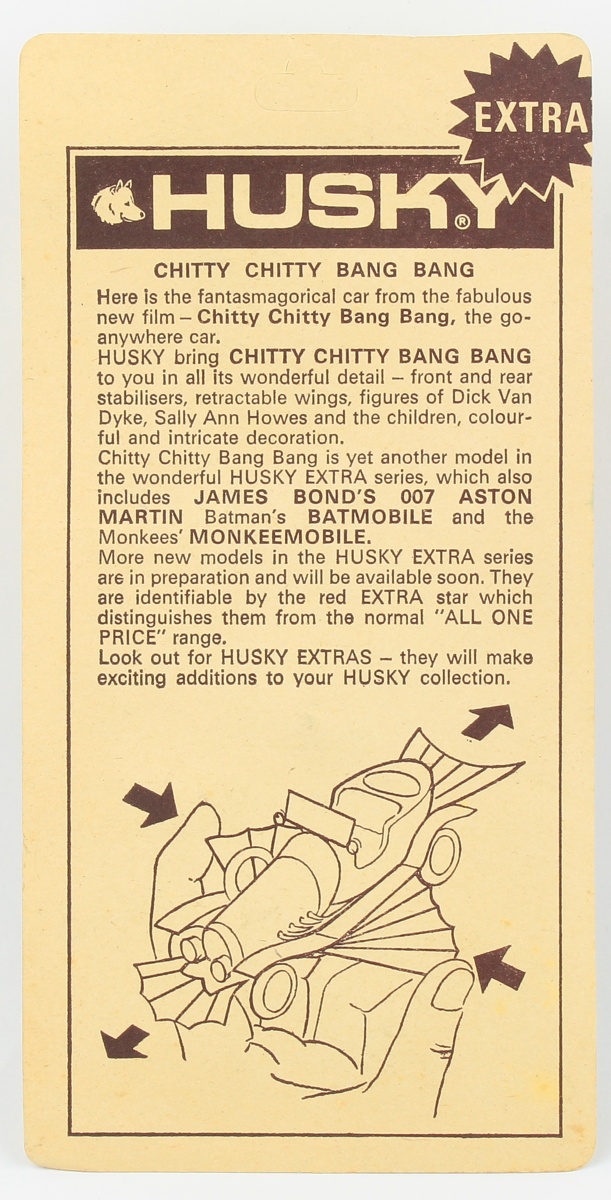 EXTRA
HUSKY®
CHITTY CHITTY BANG BANG
Here is the fantasmagorical car from the fabulous
new film – Chitty Chitty Bang Bang, the go-
anywhere car.
HUSKY bring CHITTY CHITTY BANG BANG
to you in all its wonderful detail – front and rear
stabilisers, retractable wings, figures of Dick Van
Dyke, Sally Ann Howes and the children, colour-
ful and intricate decoration.
Chitty Chitty Bang Bang is yet another model in
the wonderful HUSKY EXTRA series, which also
includes JAMES BOND'S 007 ASTON
MARTIN Batman's BATMOBILE and the
Monkees' MONKEEMOBILE.
More new models in the HUSKY EXTRA series
are in preparation and will be available soon. They
are identifiable by the red EXTRA star which
distinguishes them from the normal "ALL ONE
PRICE" range.
Look out for HUSKY EXTRAS – they will make
exciting additions to your HUSKY collection.